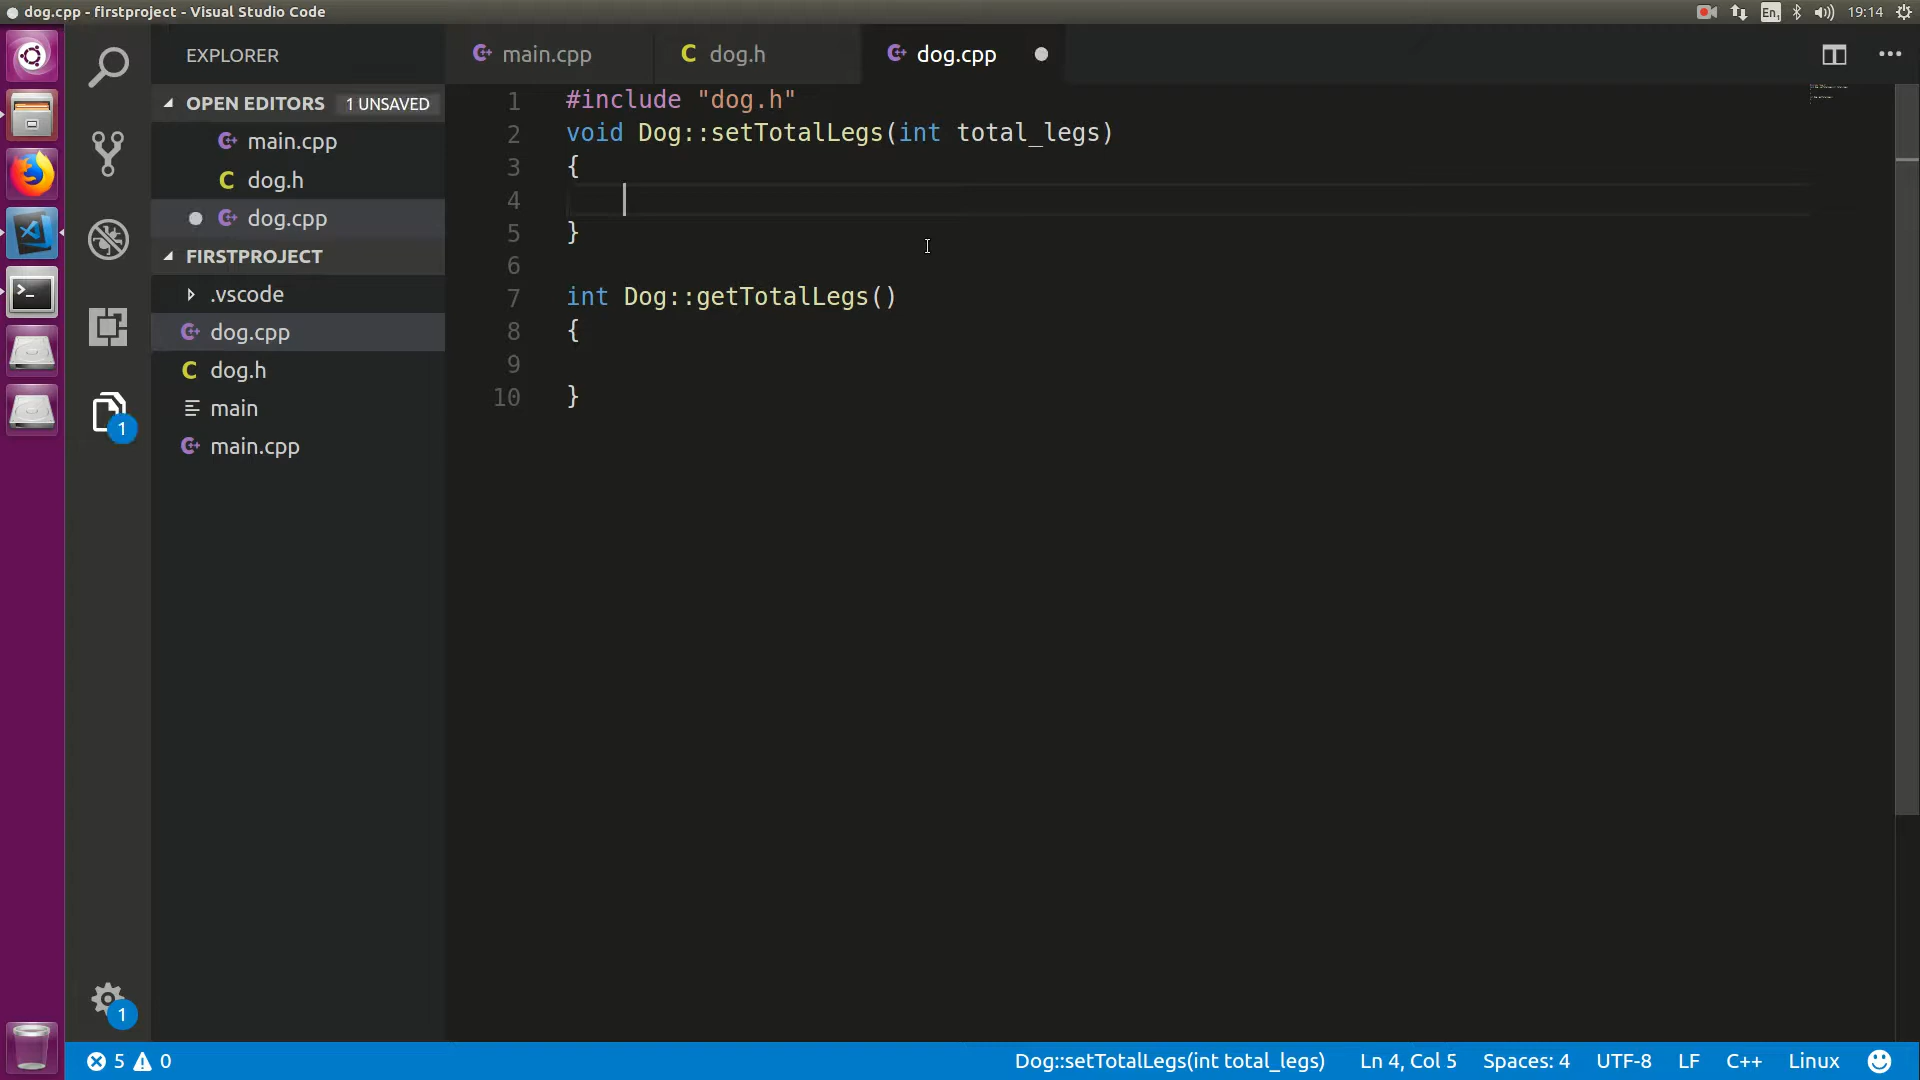 dog.cpp - firstproject - Visual Studio Code
En1
19:14
EXPLORER
OPEN EDITORS 1 UNSAVED
main.cpp
dog.h
dog.cpp
FIRSTPROJECT
.vscode
dog.cpp
dog.h
main
main.cpp
1
1
main.cpp
dog.h
dog.cpp
1 #include "dog.h"
2 void Dog::setTotalLegs(int total_legs)
3 {
4
5 }
6
7 int Dog::getTotalLegs()
8 {
9
10 }
5 0
Dog::setTotalLegs(int total_legs) Ln 4, Col 5 Spaces: 4 UTF-8 LF C++ Linux